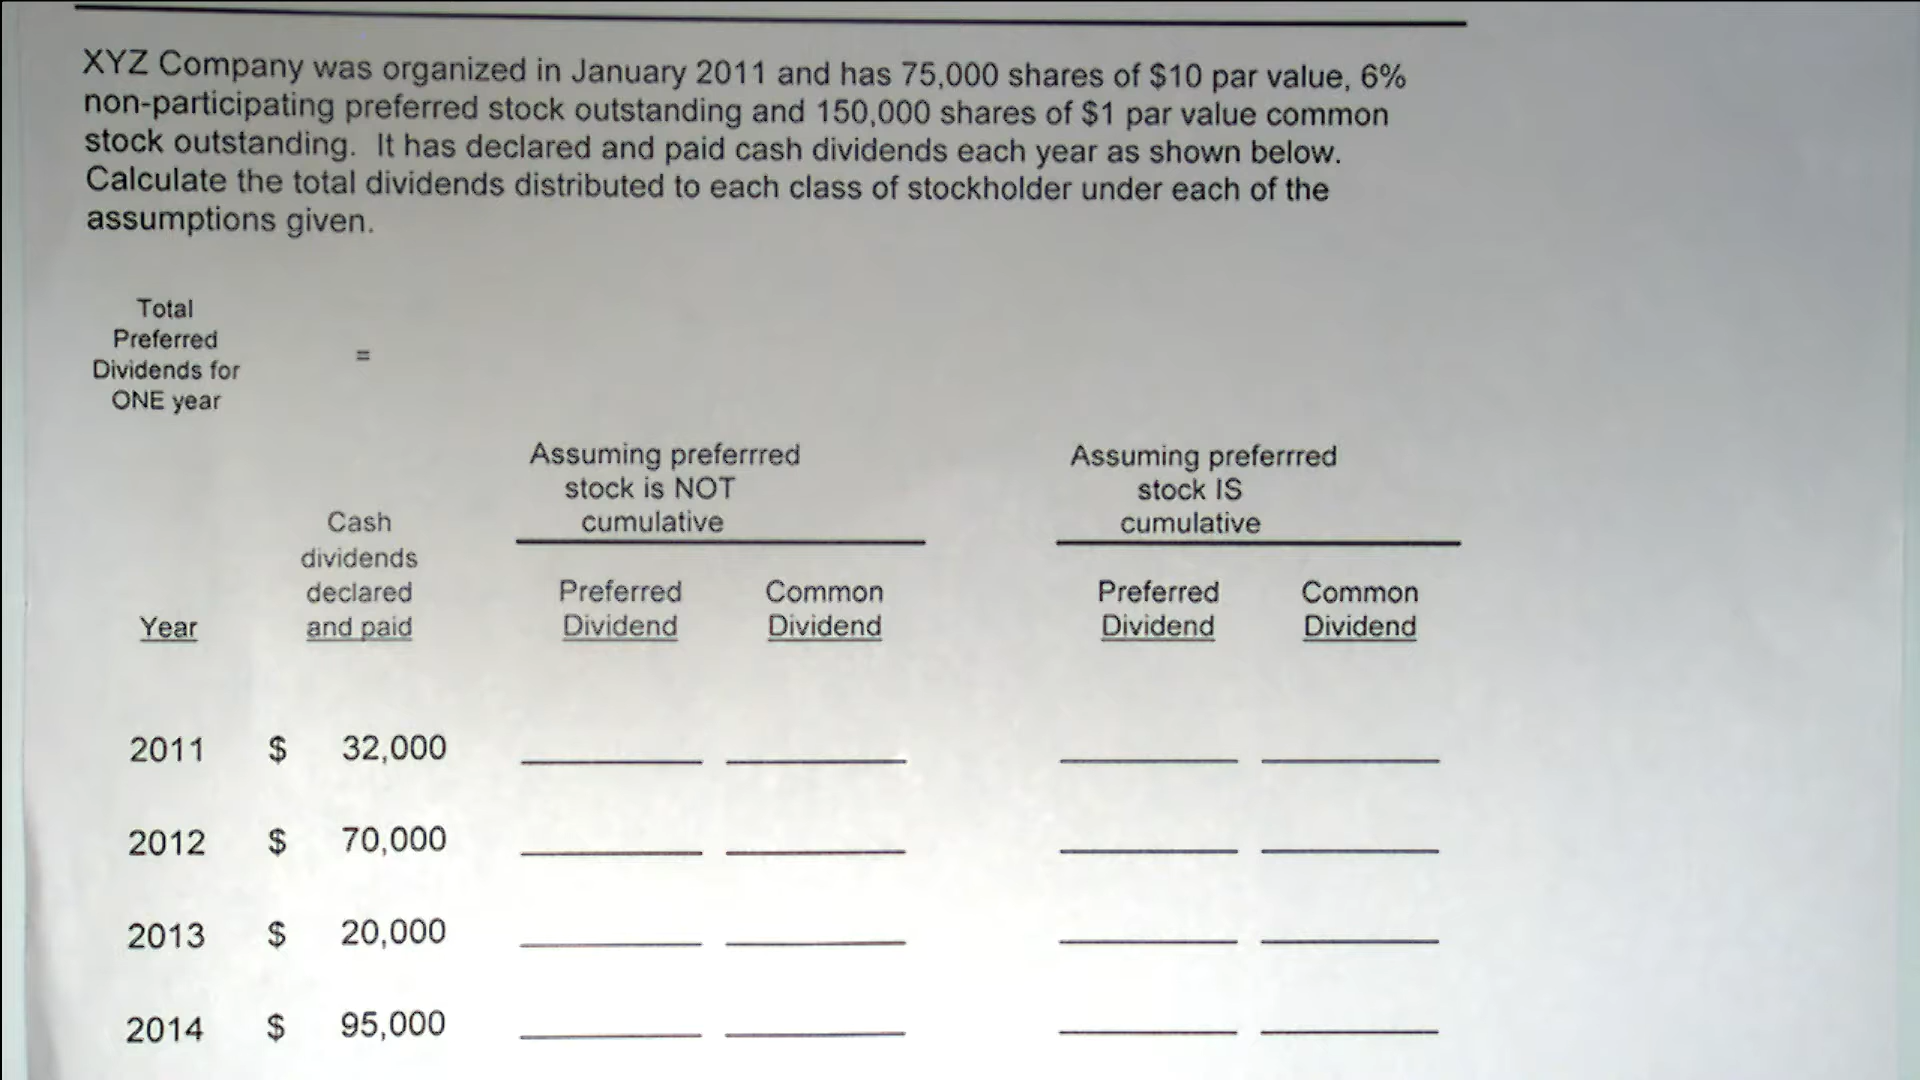 XYZ Company was organized in January 2011 and has 75,000 shares of $10 par value, 6%
non-participating preferred stock outstanding and 150,000 shares of $1 par value common
stock outstanding.  It has declared and paid cash dividends each year as shown below.
Calculate the total dividends distributed to each class of stockholder under each of the
assumptions given.
Total
Preferred
Dividends for
ONE year
=
Assuming preferrred
stock is NOT
cumulative
Assuming preferrred
stock IS
cumulative
Year
Cash
dividends
declared
and paid
Preferred
Dividend
Common
Dividend
Preferred
Dividend
Common
Dividend
2011 $ 32,000
2012 $ 70,000
2013 $ 20,000
2014 $ 95,000